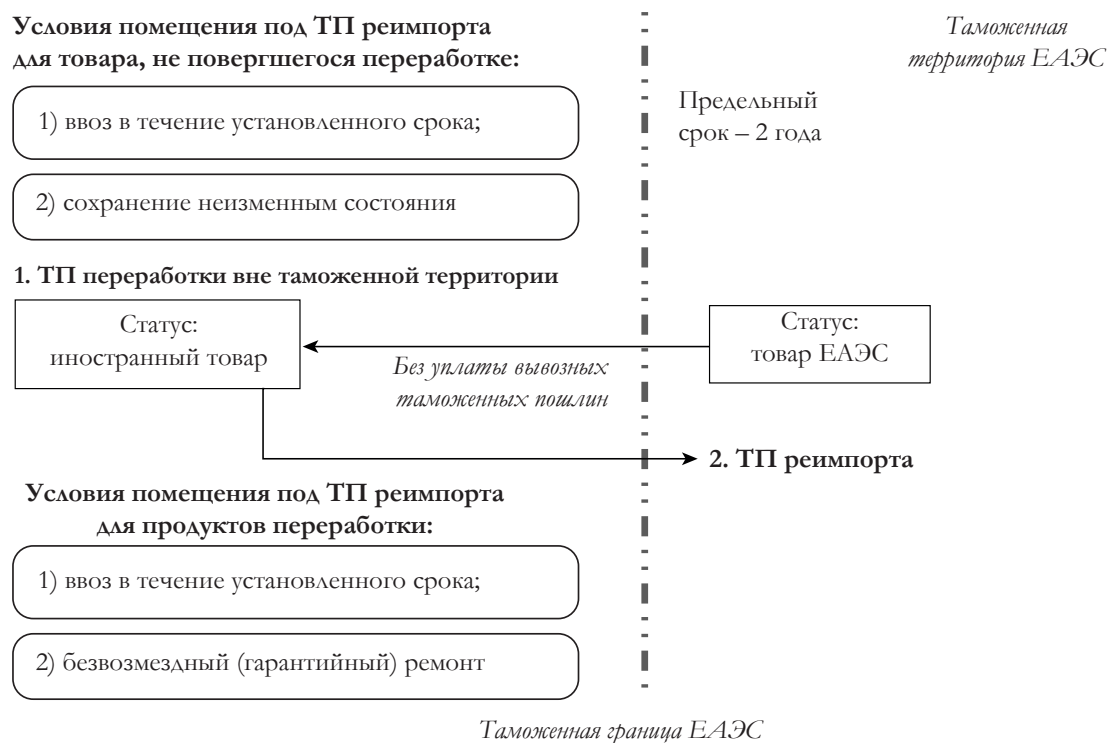 Условия помещения под ТП реимпорта
для товара, не повергшегося переработке:
Таможенная
территория ЕАЭС
1) ввоз в течение установленного срока;
Предельный
срок – 2 года
2) сохранение неизменным состояния
1. ТП переработки вне таможенной территории
Статус:
иностранный товар
Статус:
товар ЕАЭС
Без уплаты вывозных
таможенных пошлин
2. ТП реимпорта
Условия помещения под ТП реимпорта
для продуктов переработки:
1) ввоз в течение установленного срока;
2) безвозмездный (гарантийный) ремонт
Таможенная граница ЕАЭС